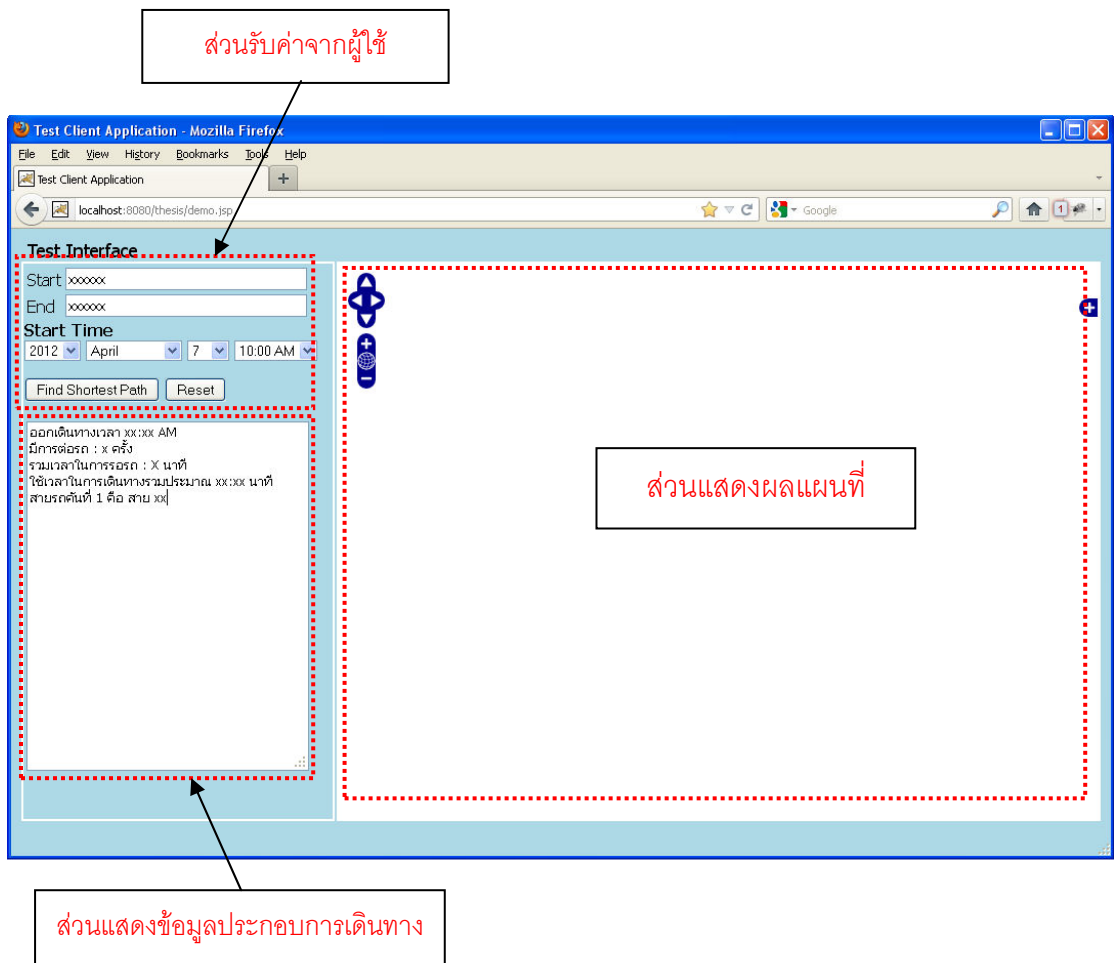 ส่วนรับค่าจากผู้ใช้
Test Client Application - Mozilla Firefox
File Edit View History Bookmarks Tools Help
Test Client Application
localhost:8080/thesis/demo.jsp
Google
1
Test Interface
Start xxxxxx
End xxxxxx
Start Time
2012 April 7 10:00 AM
Find Shortest Path Reset
ออกเดินทางเวลา xx:xx AM
มีการต่อรถ : x ครั้ง
รวมเวลาในการรอรถ : X นาที
ใช้เวลาในการเดินทางรวมประมาณ xx:xx นาที
สายรถคันที่ 1 คือ สาย xx
ส่วนแสดงผลแผนที่
ส่วนแสดงข้อมูลประกอบการเดินทาง